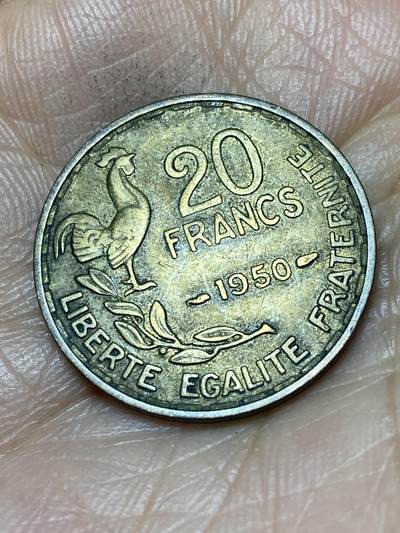 20
FRANCS
1950
LIBERTE EGALITE FRATERNITE